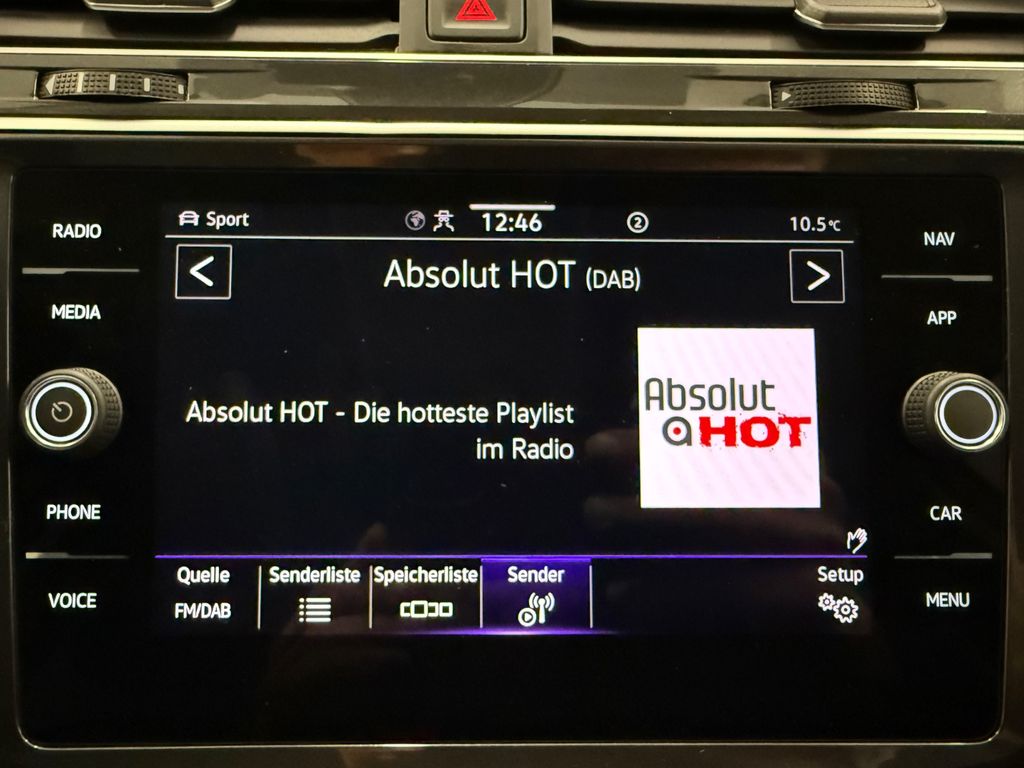 RADIO
MEDIA
PHONE
VOICE
Sport
12:46
2
10.5°C
<
Absolut HOT (DAB)
>
Absolut HOT - Die hotteste Playlist
im Radio
Absolut
a HOT
Quelle
FM/DAB
Senderliste
Speicherliste
Sender
Setup
NAV
APP
CAR
MENU